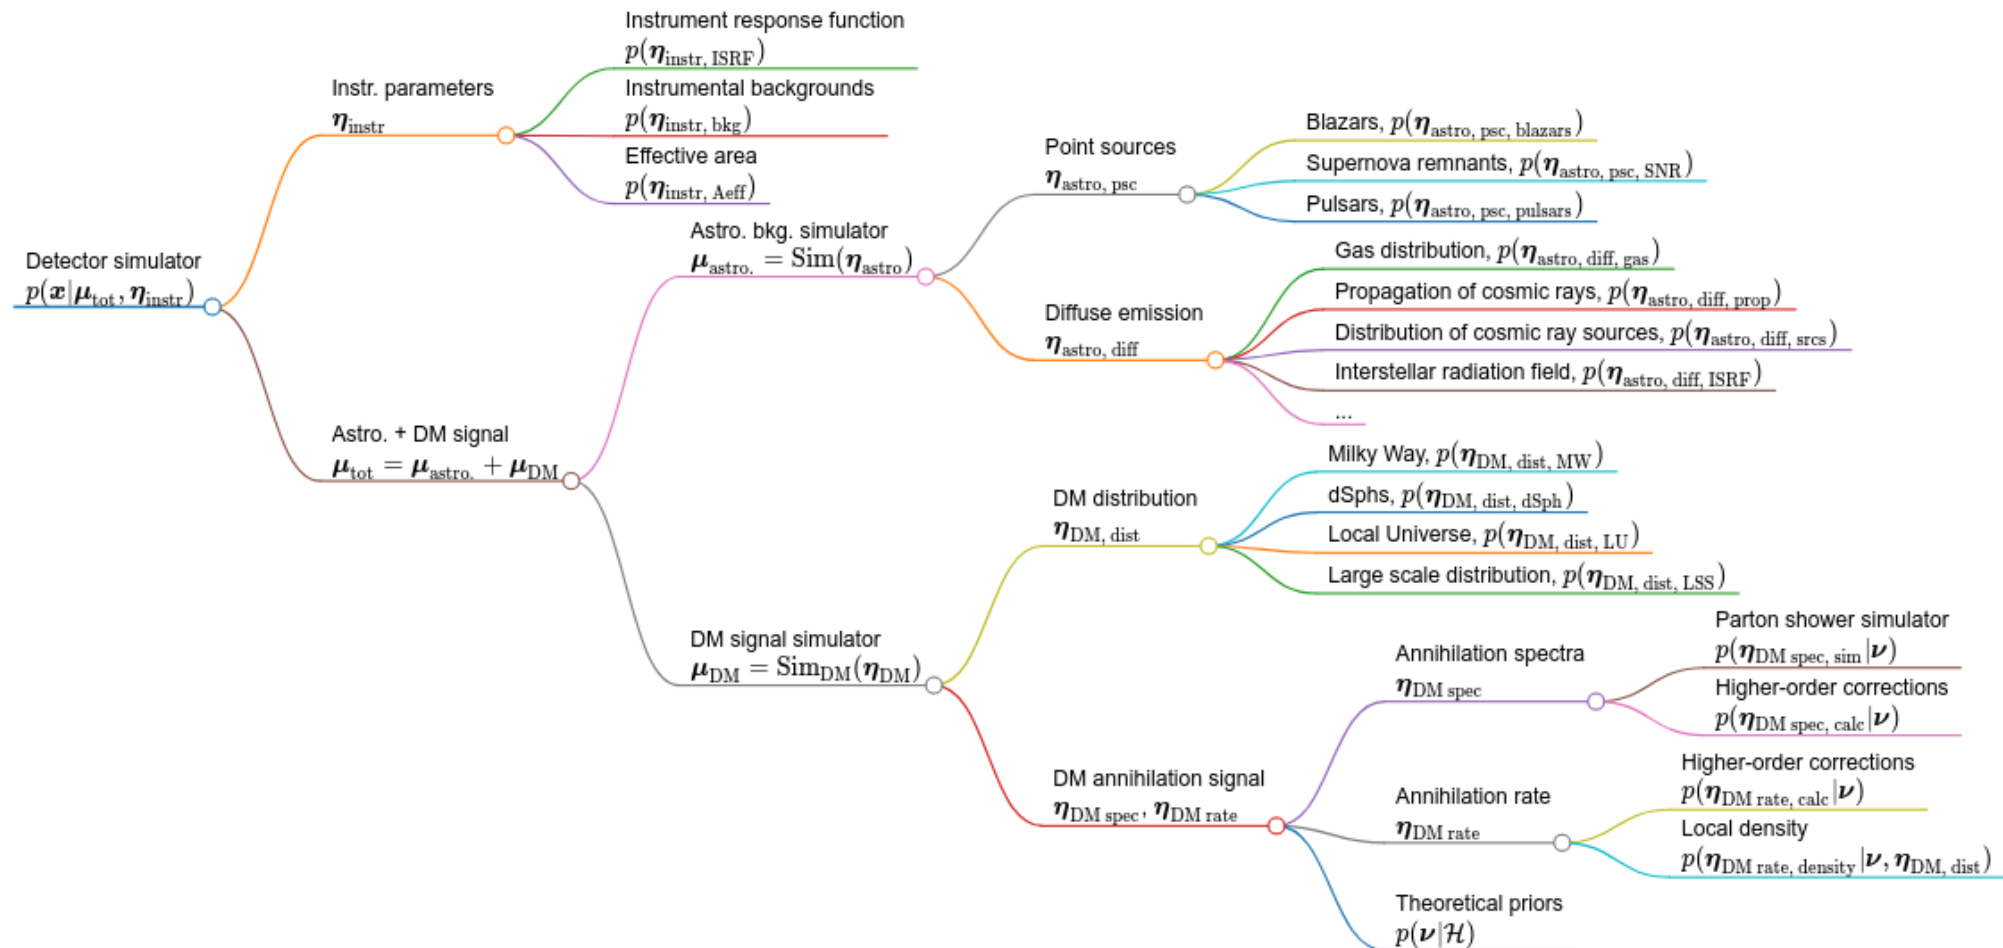 Detector simulator
p(x|μ_tot, η_instr)
Instr. parameters
η_instr
Instrument response function
p(η_instr, ISRF)
Instrumental backgrounds
p(η_instr, bkg)
Effective area
p(η_instr, Aeff)
Astro. + DM signal
μ_tot = μ_astro. + μ_DM
Astro. bkg. simulator
μ_astro. = Sim(η_astro)
Point sources
η_astro, psc
Blazars, p(η_astro, psc, blazars)
Supernova remnants, p(η_astro, psc, SNR)
Pulsars, p(η_astro, psc, pulsars)
Diffuse emission
η_astro, diff
Gas distribution, p(η_astro, diff, gas)
Propagation of cosmic rays, p(η_astro, diff, prop)
Distribution of cosmic ray sources, p(η_astro, diff, srcs)
Interstellar radiation field, p(η_astro, diff, ISRF)
...
DM signal simulator
μ_DM = Sim_DM(η_DM)
DM distribution
η_DM, dist
Milky Way, p(η_DM, dist, MW)
dSphs, p(η_DM, dist, dSph)
Local Universe, p(η_DM, dist, LU)
Large scale distribution, p(η_DM, dist, LSS)
DM annihilation signal
η_DM spec, η_DM rate
Annihilation spectra
η_DM spec
Parton shower simulator
p(η_DM spec, sim|ν)
Higher-order corrections
p(η_DM spec, calc|ν)
Annihilation rate
η_DM rate
Higher-order corrections
p(η_DM rate, calc|ν)
Local density
p(η_DM rate, density|ν, η_DM, dist)
Theoretical priors
p(ν|ℋ)